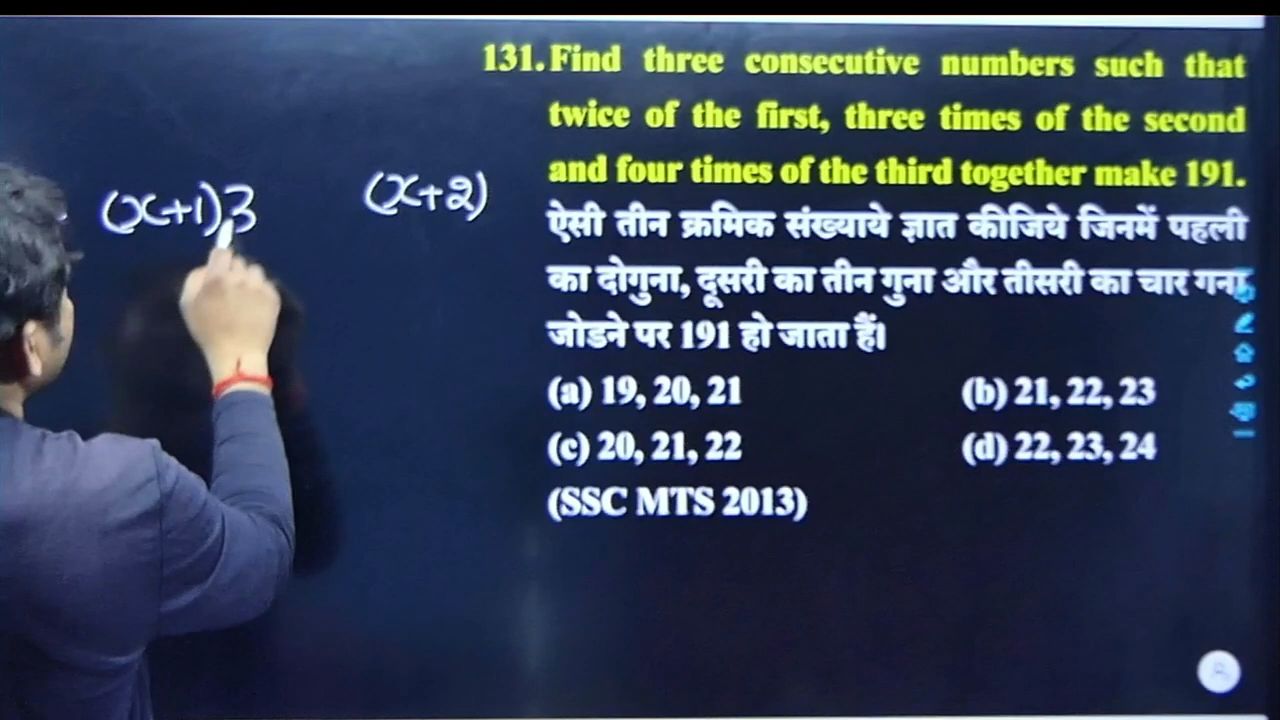 131. Find three consecutive numbers such that
twice of the first, three times of the second
and four times of the third together make 191.
ऐसी तीन क्रमिक संख्याये ज्ञात कीजिये जिनमें पहली
का दोगुना, दूसरी का तीन गुना और तीसरी का चार गना
जोडने पर 191 हो जाता हैं।
(a) 19, 20, 21 (b) 21, 22, 23
(c) 20, 21, 22 (d) 22, 23, 24
(SSC MTS 2013)
(x+1)3 (x+2)